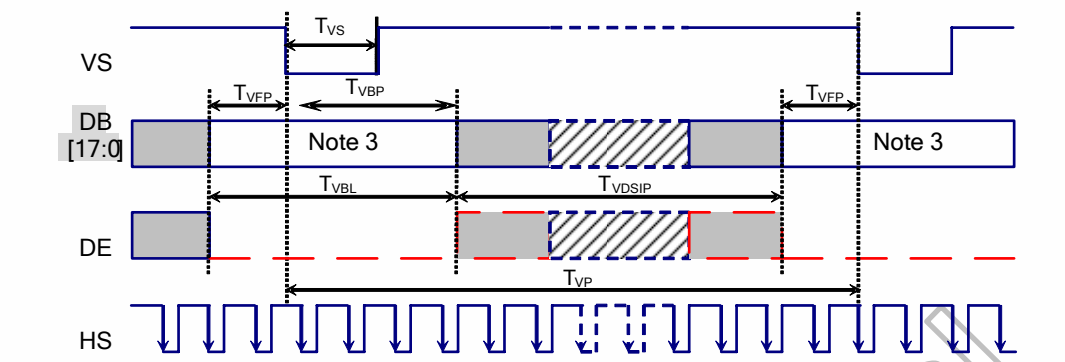 VS
TVS
TVFP
TVBP
TVFP
DB
[17:0]
Note 3
Note 3
TVBL
TVDSIP
DE
TVP
HS